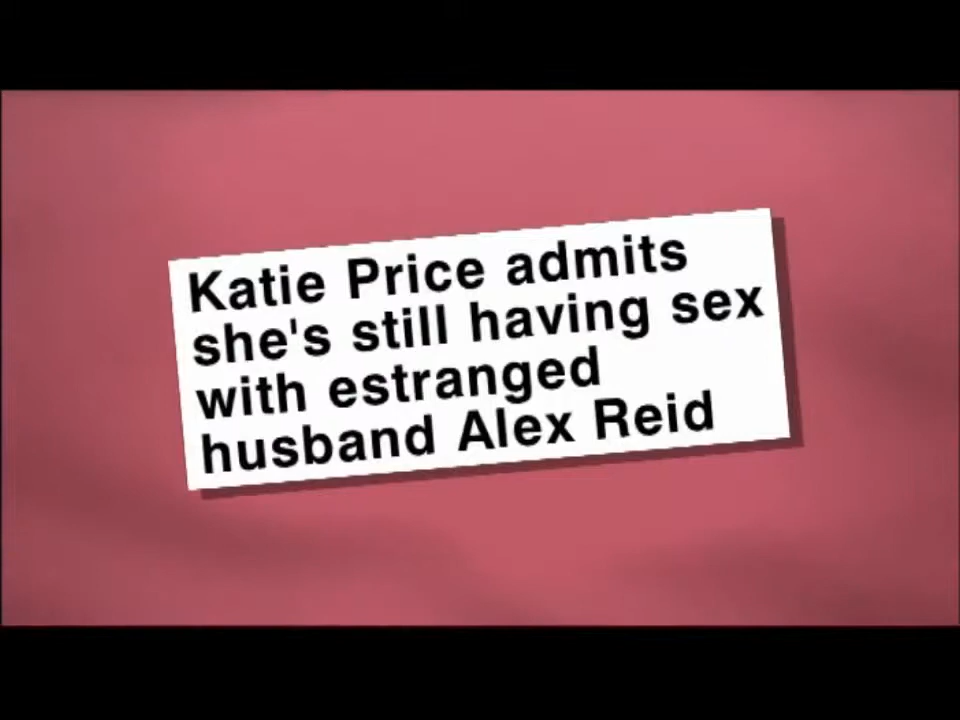 Katie Price admits
she's still having sex
with estranged
husband Alex Reid